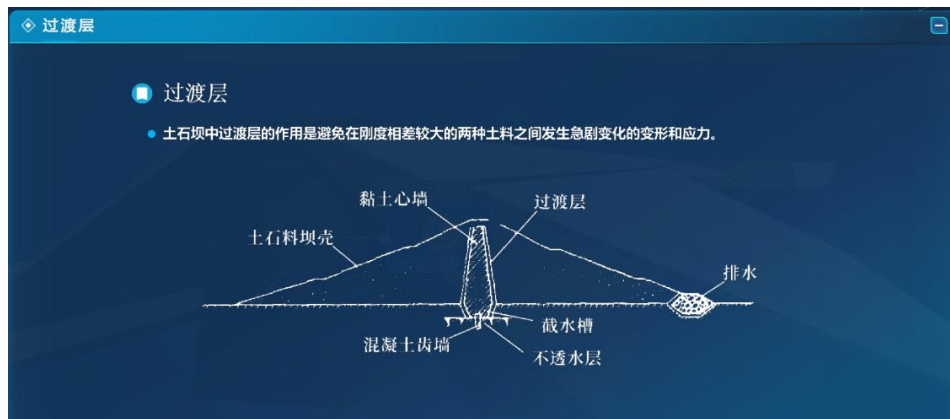 过渡层
过渡层
土石坝中过渡层的作用是避免在刚度相差较大的两种土料之间发生急剧变化的变形和应力。
黏土心墙
过渡层
土石料坝壳
排水
截水槽
混凝土齿墙
不透水层